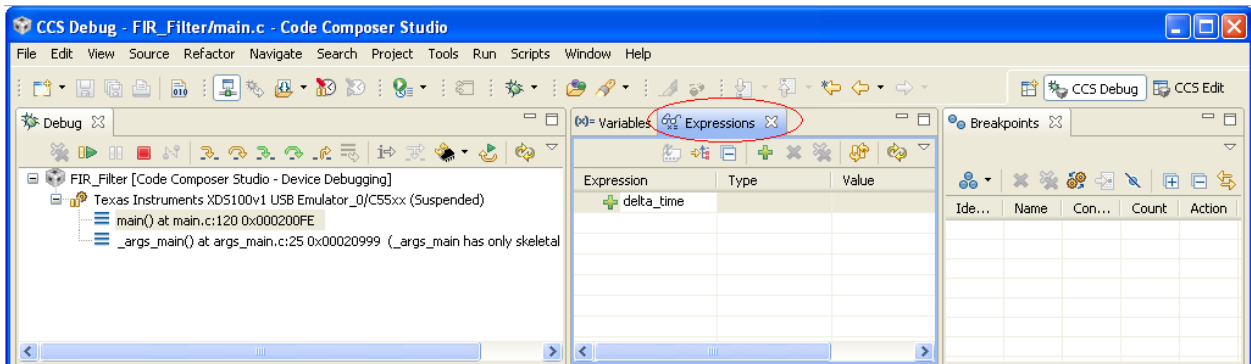 CCS Debug - FIR_Filter/main.c - Code Composer Studio
File Edit View Source Refactor Navigate Search Project Tools Run Scripts Window Help
CCS Debug CCS Edit
Debug
FIR_Filter [Code Composer Studio - Device Debugging]
Texas Instruments XDS100v1 USB Emulator_0/C55xx (Suspended)
main() at main.c:120 0x000200FE
_args_main() at args_main.c:25 0x00020999 (_args_main has only skeletal
(x)= Variables Expressions
Expression Type Value
delta_time
Breakpoints
Ide... Name Con... Count Action